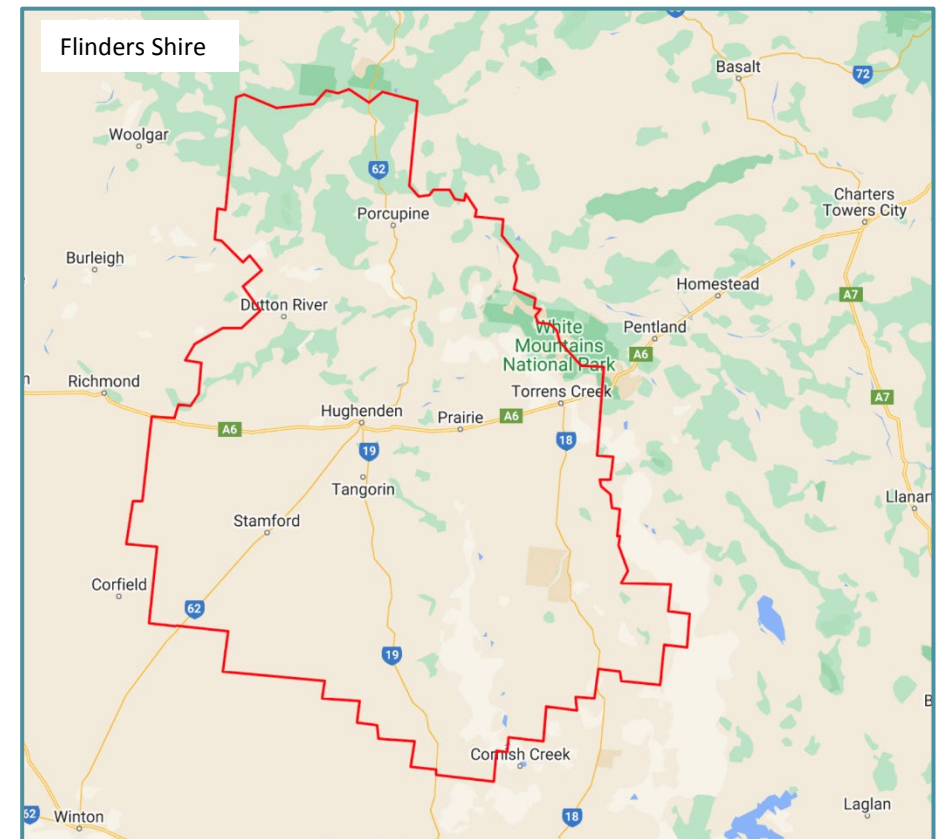 Flinders Shire
Basalt
72
Woolgar
62
Charters
Towers City
Porcupine
Burleigh
Homestead
A7
Dutton River
White
Mountains
National Park
Pentland
A6
Richmond
Torrens Creek
A7
Hughenden
Prairie
A6
A6
19
18
Tangorin
Llanar
Stamford
Corfield
62
19
Cornish Creek
62
Winton
18
Laglan